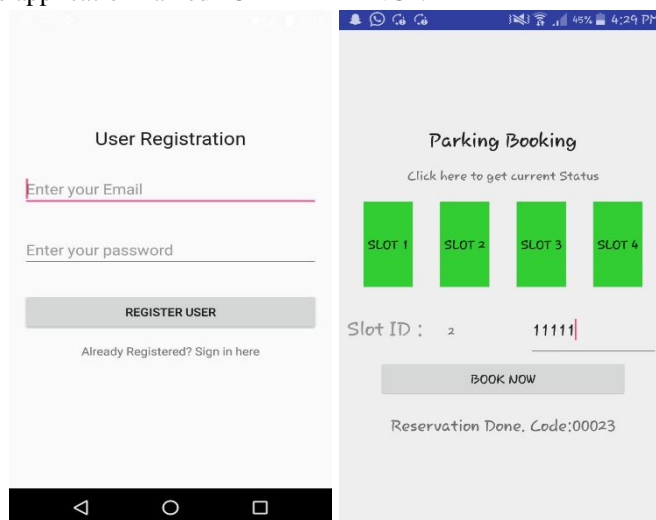 User Registration
Enter your Email
Enter your password
REGISTER USER
Already Registered? Sign in here
45% 4:29 PM
Parking Booking
Click here to get current Status
SLOT 1 SLOT 2 SLOT 3 SLOT 4
Slot ID : 2 11111
BOOK NOW
Reservation Done. Code:00023